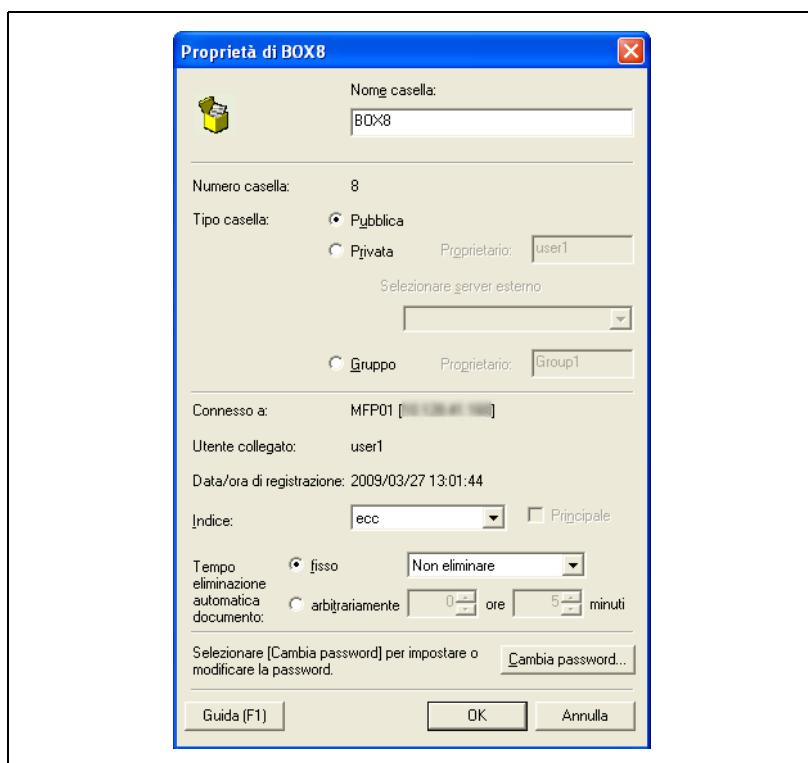 Proprietà di BOX8
Nome casella:
BOX8
Numero casella: 8
Tipo casella: Pubblica
Privata Proprietario: user1
Selezionare server esterno
Gruppo Proprietario: Group1
Connesso a: MFP01 [ ]
Utente collegato: user1
Data/ora di registrazione: 2009/03/27 13:01:44
Indice: ecc Principale
Tempo
eliminazione
automatica
documento:
fisso Non eliminare
arbitrariamente 0 ore 5 minuti
Selezionare [Cambia password] per impostare o
modificare la password.
Cambia password...
Guida (F1) OK Annulla